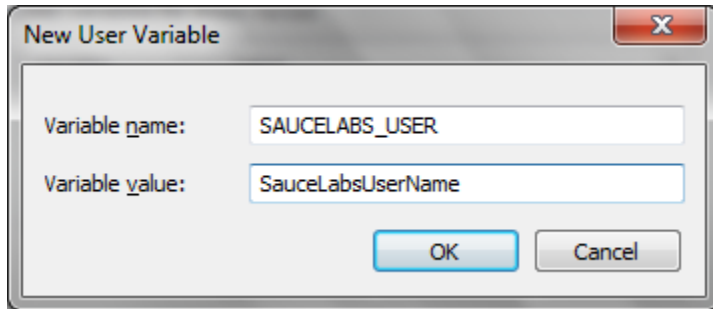 New User Variable
Variable name: SAUCELABS_USER
Variable value: SauceLabsUserName
OK Cancel